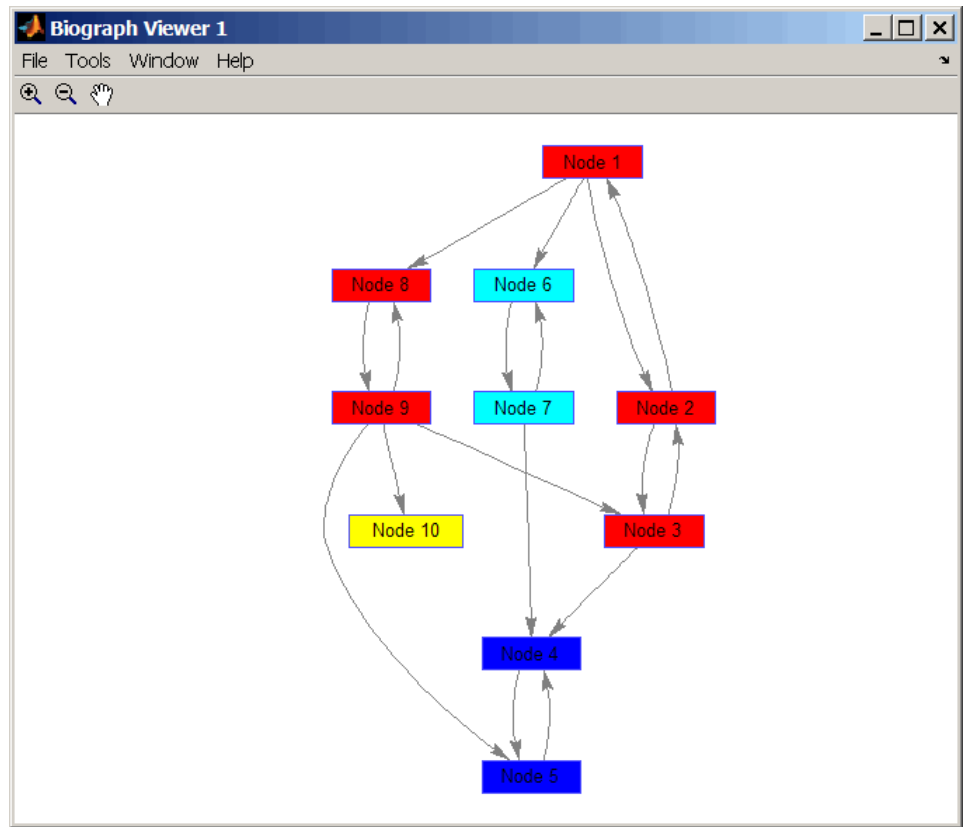 Biograph Viewer 1
File Tools Window Help
Node 1
Node 8 Node 6
Node 9 Node 7 Node 2
Node 10 Node 3
Node 4
Node 5